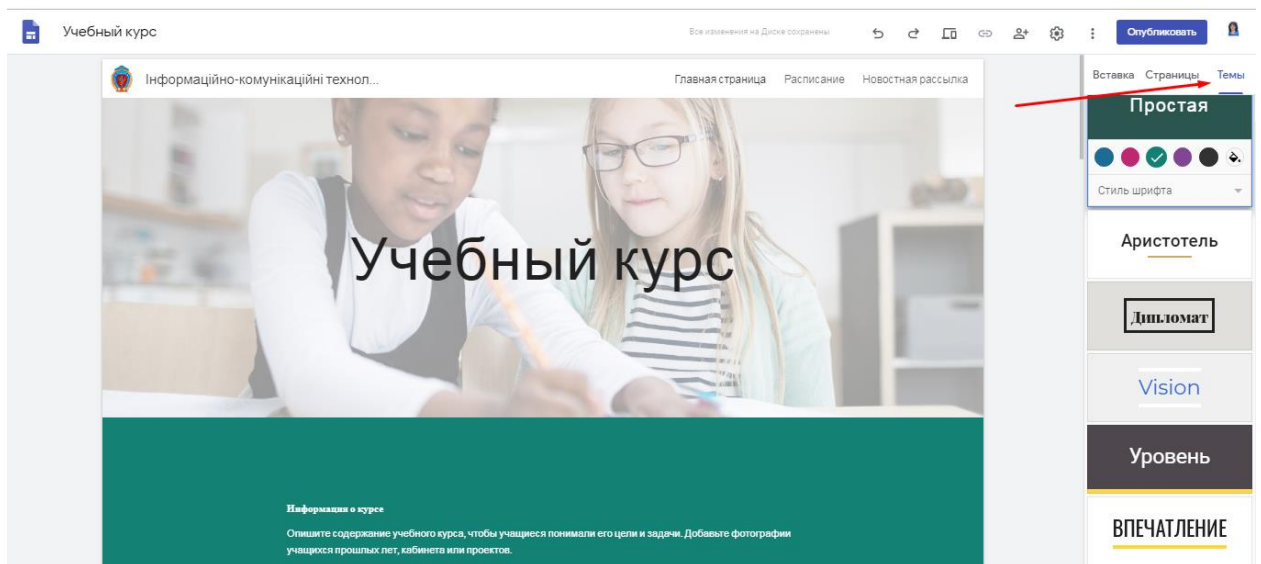 Учебный курс
Все изменения на Диске сохранены
Опубликовать
Інформаційно-комунікаційні технол...
Главная страница Расписание Новостная рассылка
Вставка Страницы Темы
Простая
Стиль шрифта
Учебный курс
Аристотель
Дипломат
Vision
Уровень
ВПЕЧАТЛЕНИЕ
Информация о курсе
Опишите содержание учебного курса, чтобы учащиеся понимали его цели и задачи. Добавьте фотографии
учащихся прошлых лет, кабинета или проектов.